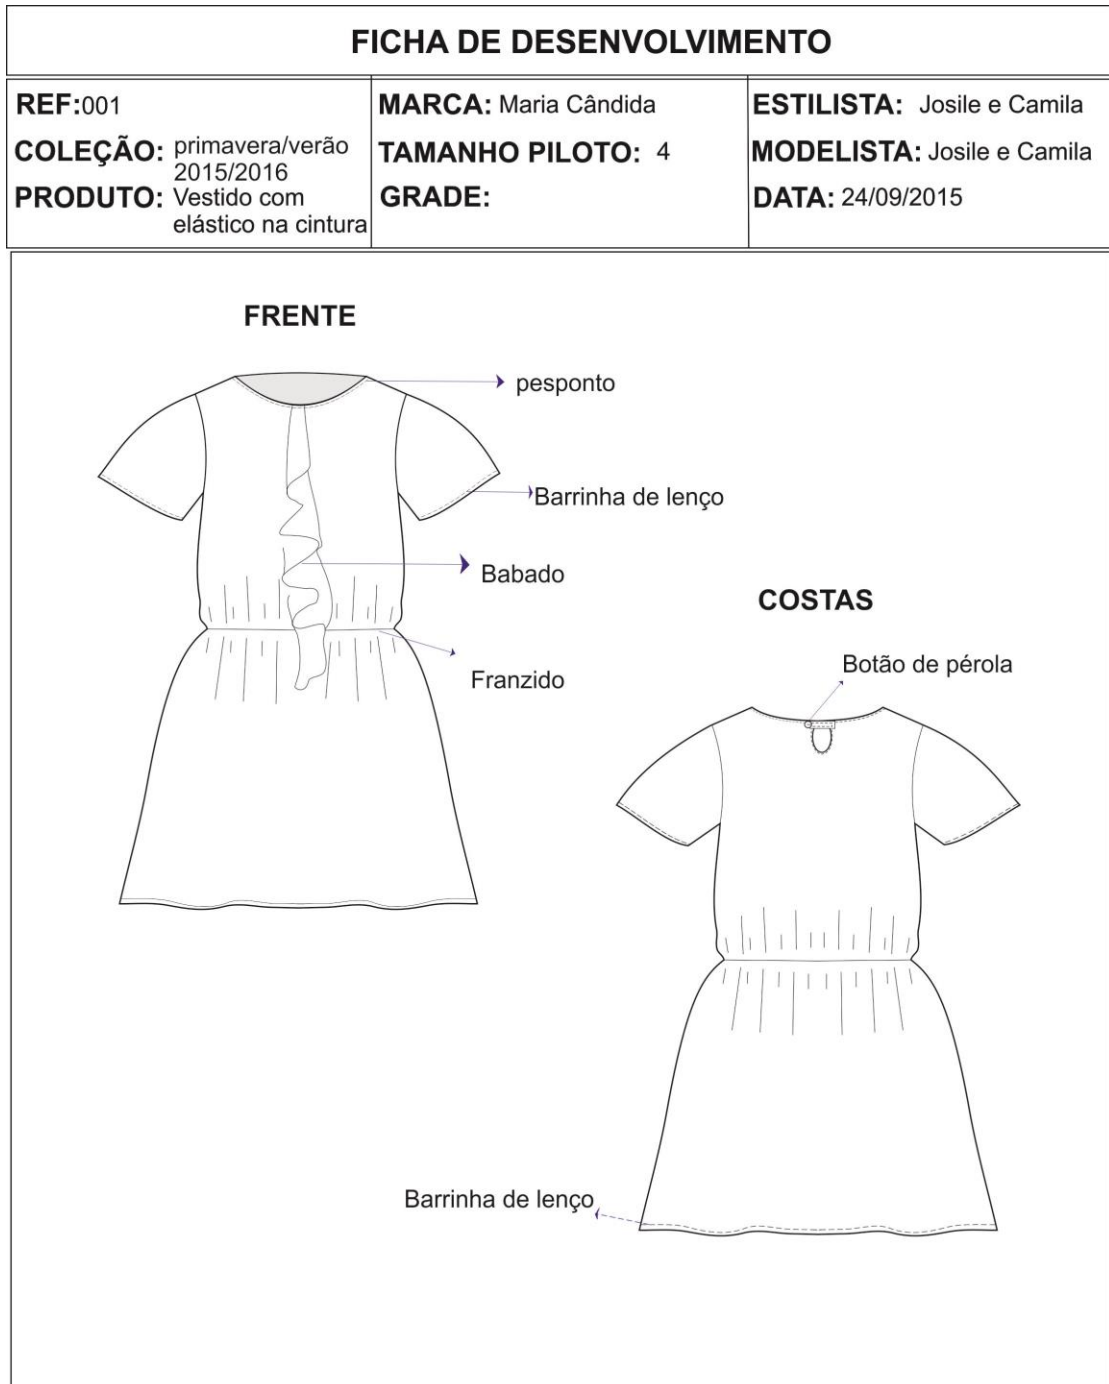 FICHA DE DESENVOLVIMENTO
REF:001
COLEÇÃO: primavera/verão
2015/2016
PRODUTO: Vestido com
elástico na cintura
MARCA: Maria Cândida
TAMANHO PILOTO: 4
GRADE:
ESTILISTA: Josile e Camila
MODELISTA: Josile e Camila
DATA: 24/09/2015
FRENTE
pesponto
Barrinha de lenço
Babado
Franzido
COSTAS
Botão de pérola
Barrinha de lenço